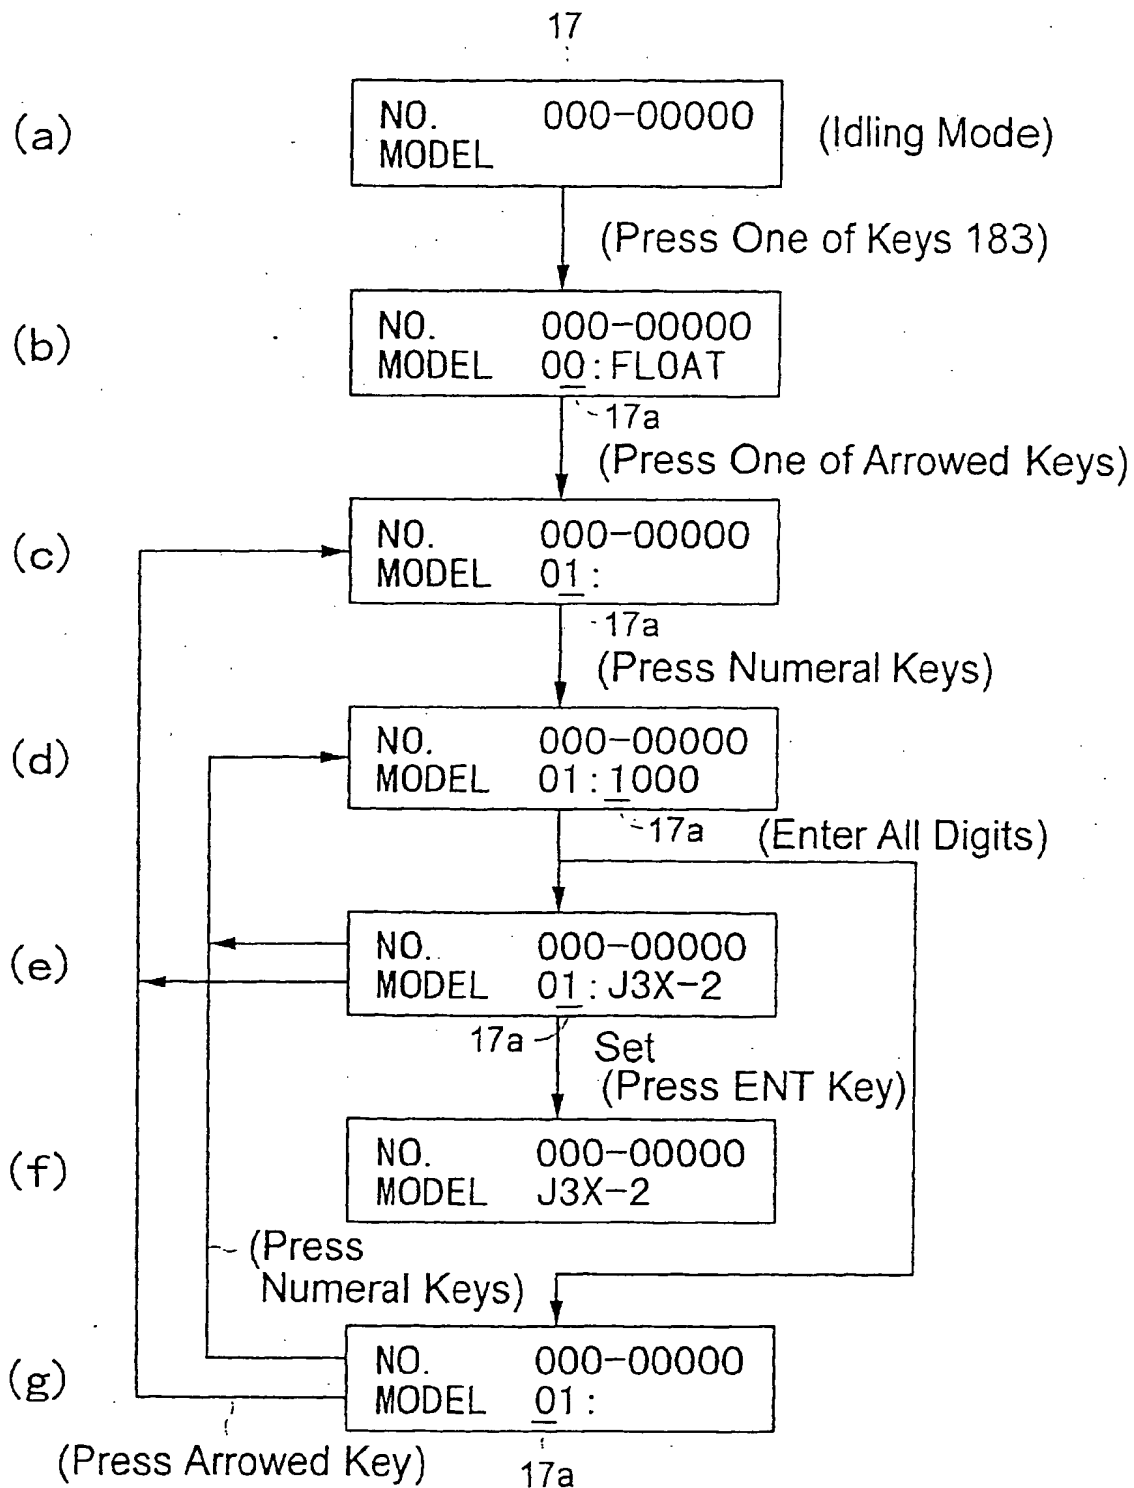 17
(a)
NO. 000-00000
MODEL
(Idling Mode)
(Press One of Keys 183)
(b)
NO. 000-00000
MODEL 00:FLOAT
17a
(Press One of Arrowed Keys)
(c)
NO. 000-00000
MODEL 01:
17a
(Press Numeral Keys)
(d)
NO. 000-00000
MODEL 01:1000
17a
(Enter All Digits)
(e)
NO. 000-00000
MODEL 01:J3X-2
17a
Set
(Press ENT Key)
(f)
NO. 000-00000
MODEL J3X-2
(Press
Numeral Keys)
(g)
NO. 000-00000
MODEL 01:
(Press Arrowed Key)
17a